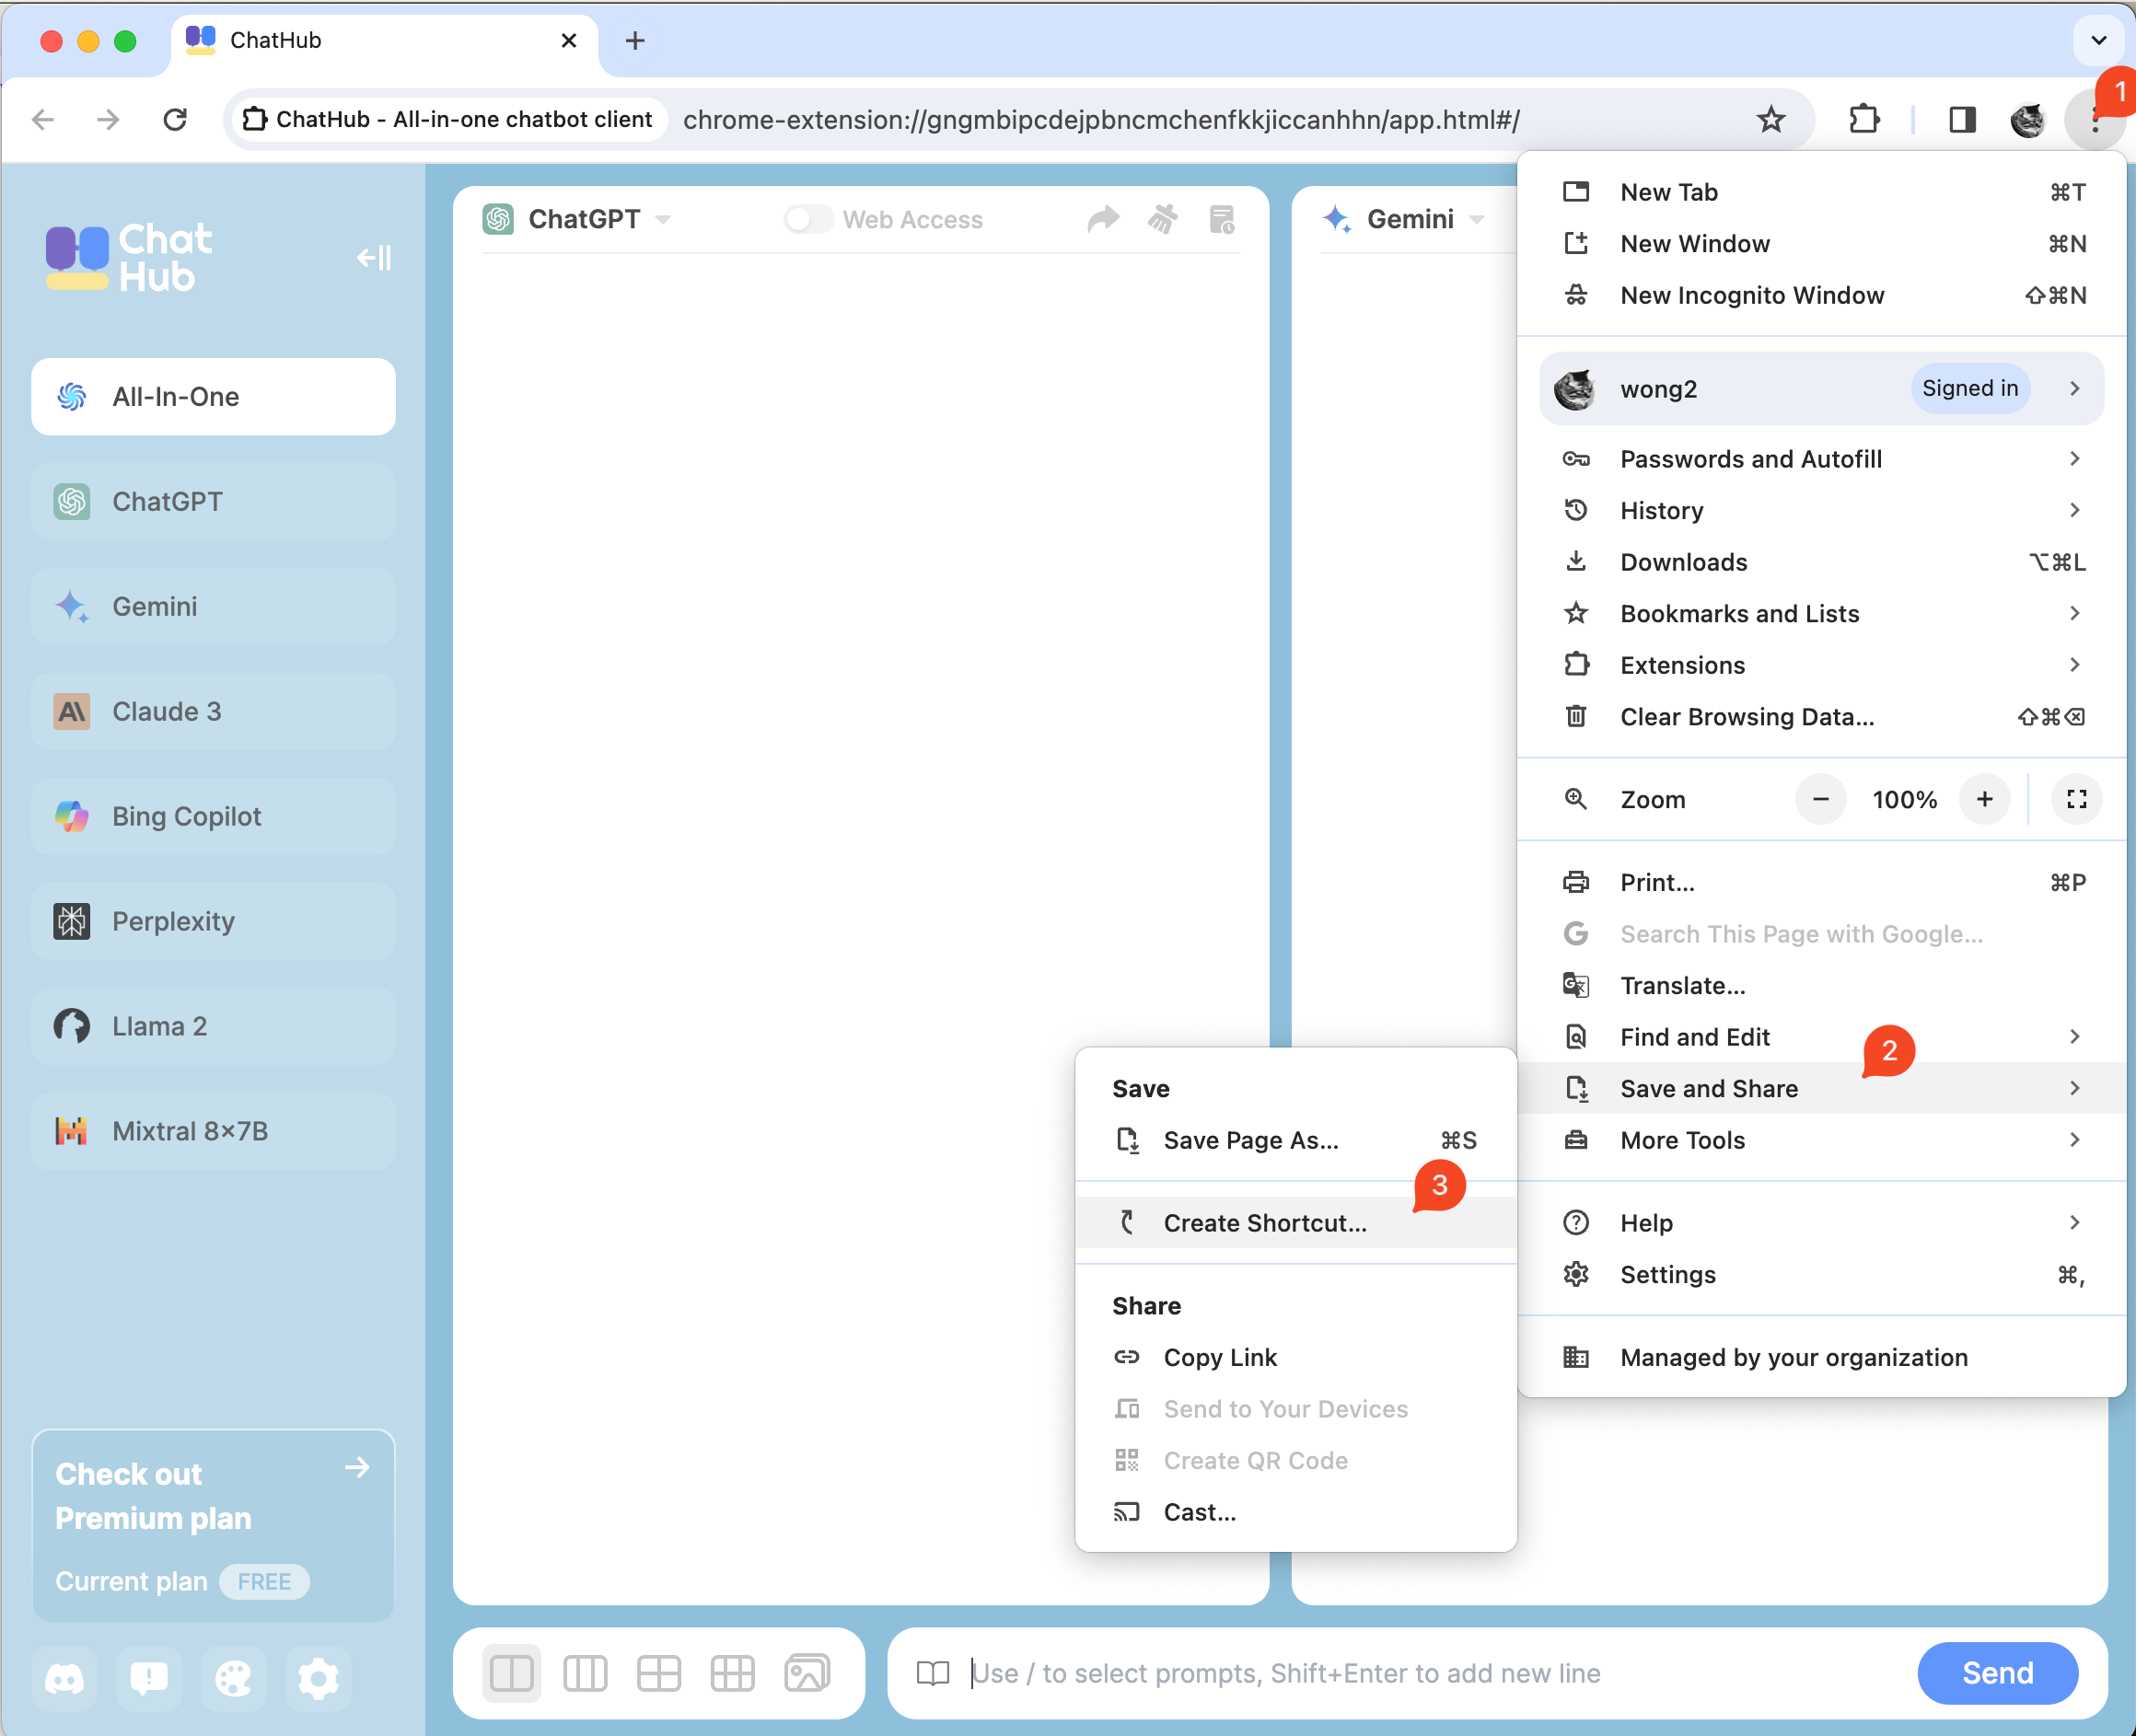 ChatHub
ChatHub - All-in-one chatbot client
chrome-extension://gngmbipcdejpbncmchenfkkjiccanhhn/app.html#/
1
Chat
Hub
All-In-One
ChatGPT
Gemini
Claude 3
Bing Copilot
Perplexity
Llama 2
Mixtral 8x7B
Check out
Premium plan
Current plan FREE
ChatGPT
Web Access
Gemini
New Tab ⌘T
New Window ⌘N
New Incognito Window ⇧⌘N
wong2 Signed in
Passwords and Autofill
History
Downloads ⌥⌘L
Bookmarks and Lists
Extensions
Clear Browsing Data... ⇧⌘⌫
Zoom − 100% +
Print... ⌘P
Search This Page with Google...
Translate...
Find and Edit
2
Save and Share
More Tools
Help
Settings ⌘,
Managed by your organization
Save
Save Page As... ⌘S
3
Create Shortcut...
Share
Copy Link
Send to Your Devices
Create QR Code
Cast...
Use / to select prompts, Shift+Enter to add new line
Send